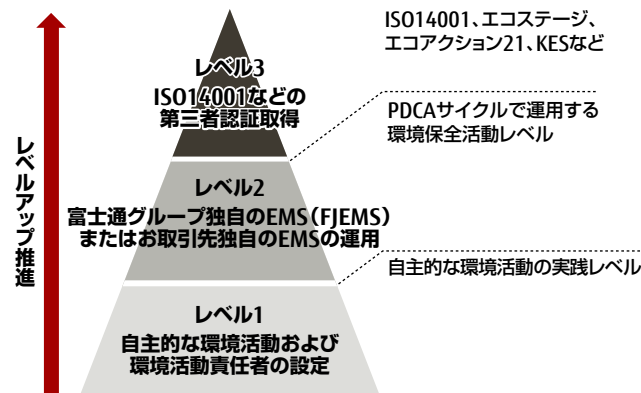 レベルアップ推進
レベル3
ISO14001などの
第三者認証取得
レベル2
富士通グループ独自のEMS（FJEMS）
またはお取引先独自のEMSの運用
レベル1
自主的な環境活動および
環境活動責任者の設定
ISO14001、エコステージ、
エコアクション21、KESなど
PDCAサイクルで運用する
環境保全活動レベル
自主的な環境活動の実践レベル